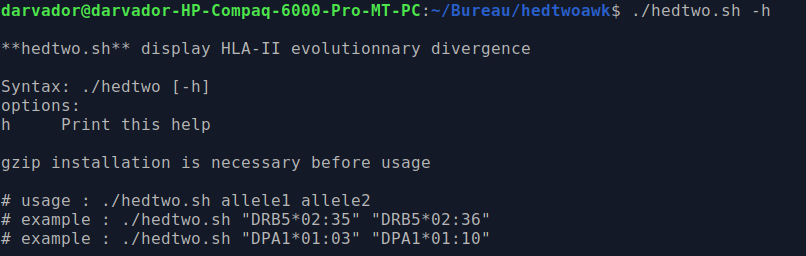 darvador@darvador-HP-Compaq-6000-Pro-MT-PC:~/Bureau/hedtwoawk$ ./hedtwo.sh -h
**hedtwo.sh** display HLA-II evolutionnary divergence
Syntax: ./hedtwo [-h]
options:
h     Print this help
gzip installation is necessary before usage
# usage : ./hedtwo.sh allele1 allele2
# example : ./hedtwo.sh "DRB5*02:35" "DRB5*02:36"
# example : ./hedtwo.sh "DPA1*01:03" "DPA1*01:10"